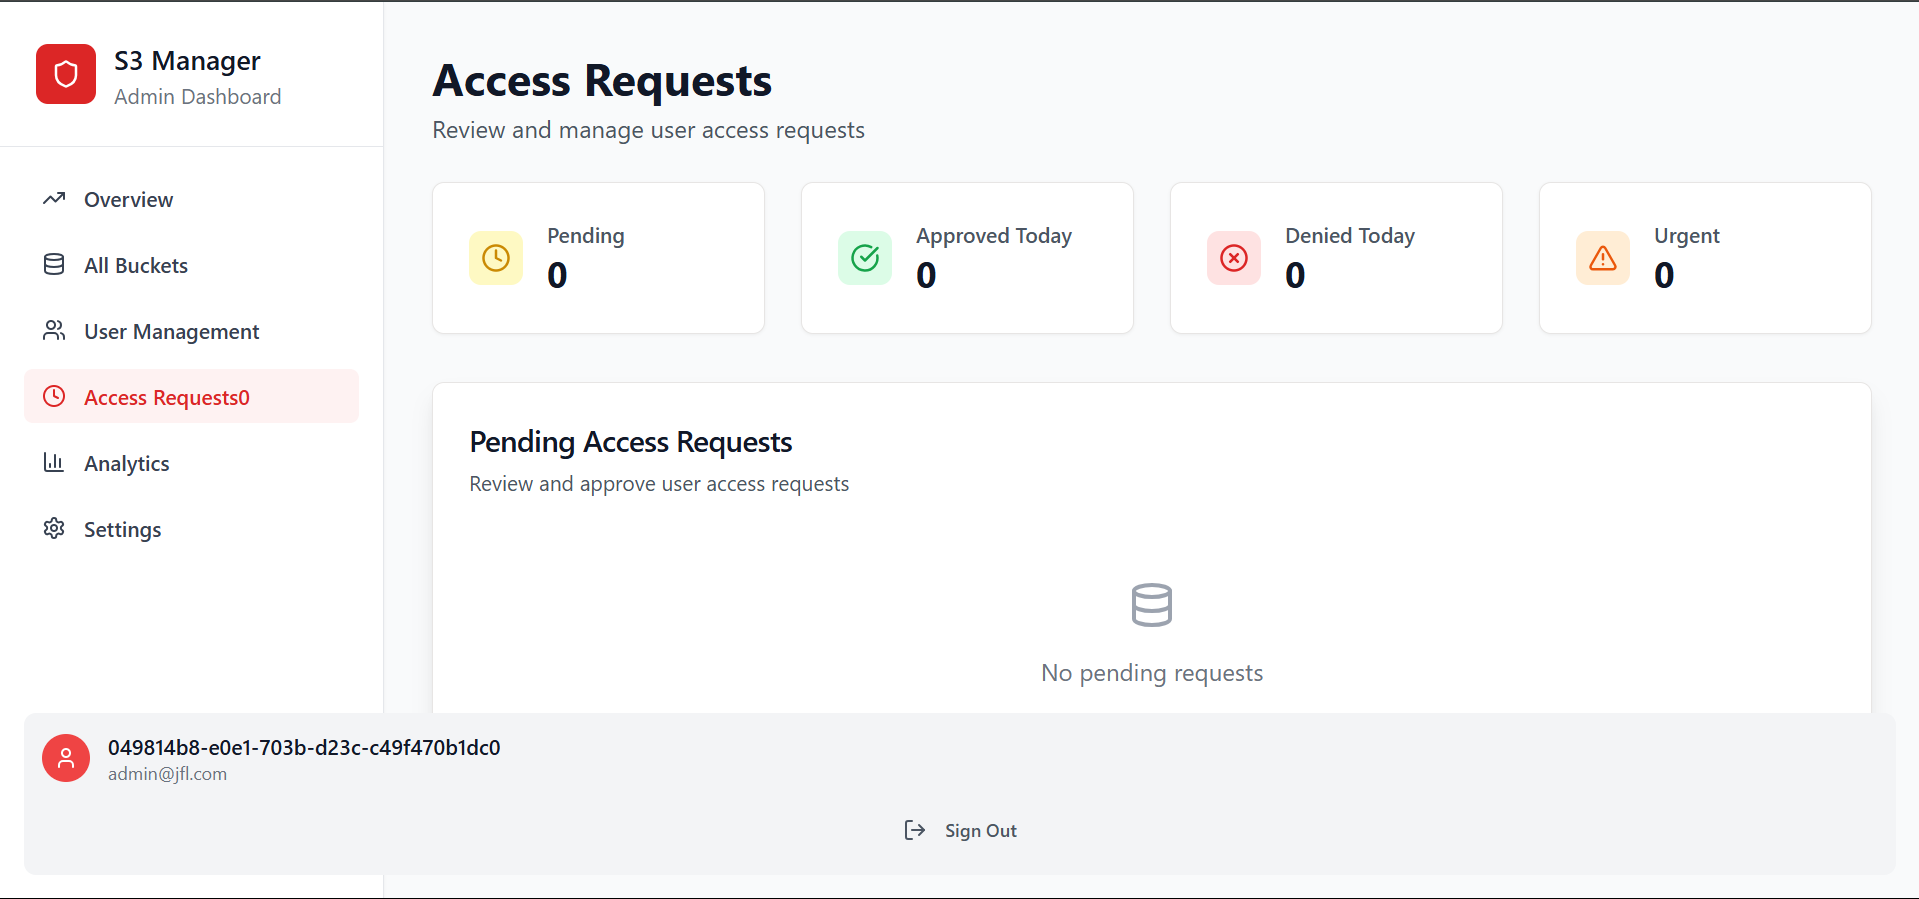 S3 Manager
Admin Dashboard
Overview
All Buckets
User Management
Access Requests0
Analytics
Settings
Access Requests
Review and manage user access requests
Pending
0
Approved Today
0
Denied Today
0
Urgent
0
Pending Access Requests
Review and approve user access requests
No pending requests
049814b8-e0e1-703b-d23c-c49f470b1dc0
admin@jfl.com
Sign Out